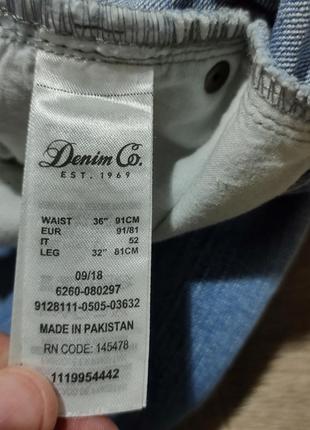 Denim Co.
EST. 1969
WAIST 36" 91CM
EUR 91/81
IT 52
LEG 32" 81CM
09/18
6260-080297
9128111-0505-03632
MADE IN PAKISTAN
RN CODE: 145478
1119954442